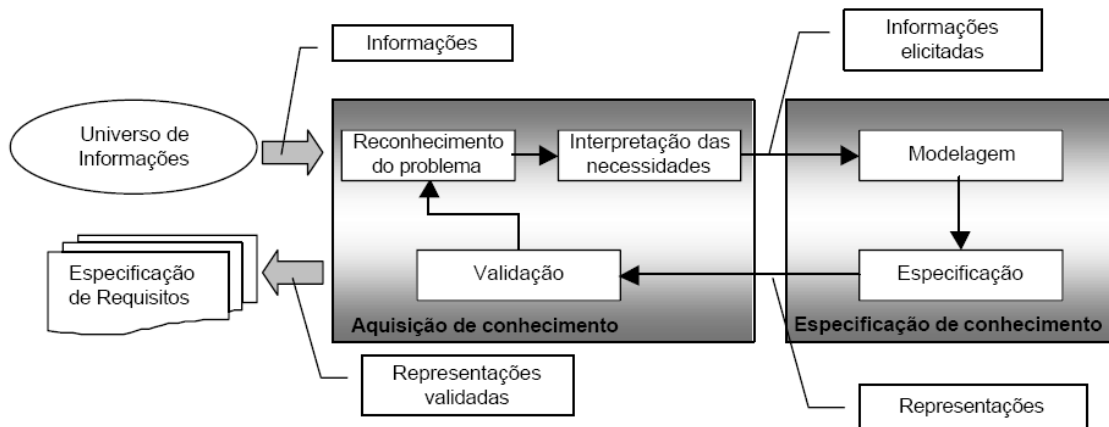 Informações
Informações
elicitadas
Universo de
Informações
Reconhecimento
do problema
Interpretação das
necessidades
Modelagem
Especificação
de Requisitos
Validação
Especificação
Aquisição de conhecimento
Especificação de conhecimento
Representações
validadas
Representações